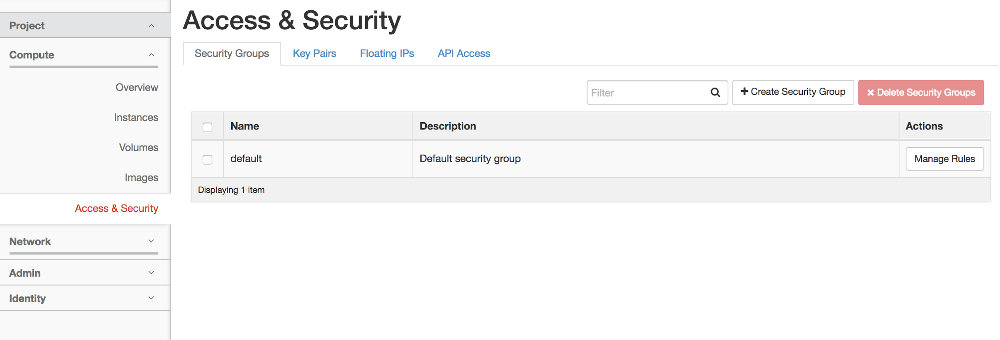 Project
Compute
Overview
Instances
Volumes
Images
Access & Security
Network
Admin
Identity
Access & Security
Security Groups Key Pairs Floating IPs API Access
Filter Create Security Group Delete Security Groups
Name Description Actions
default Default security group Manage Rules
Displaying 1 item